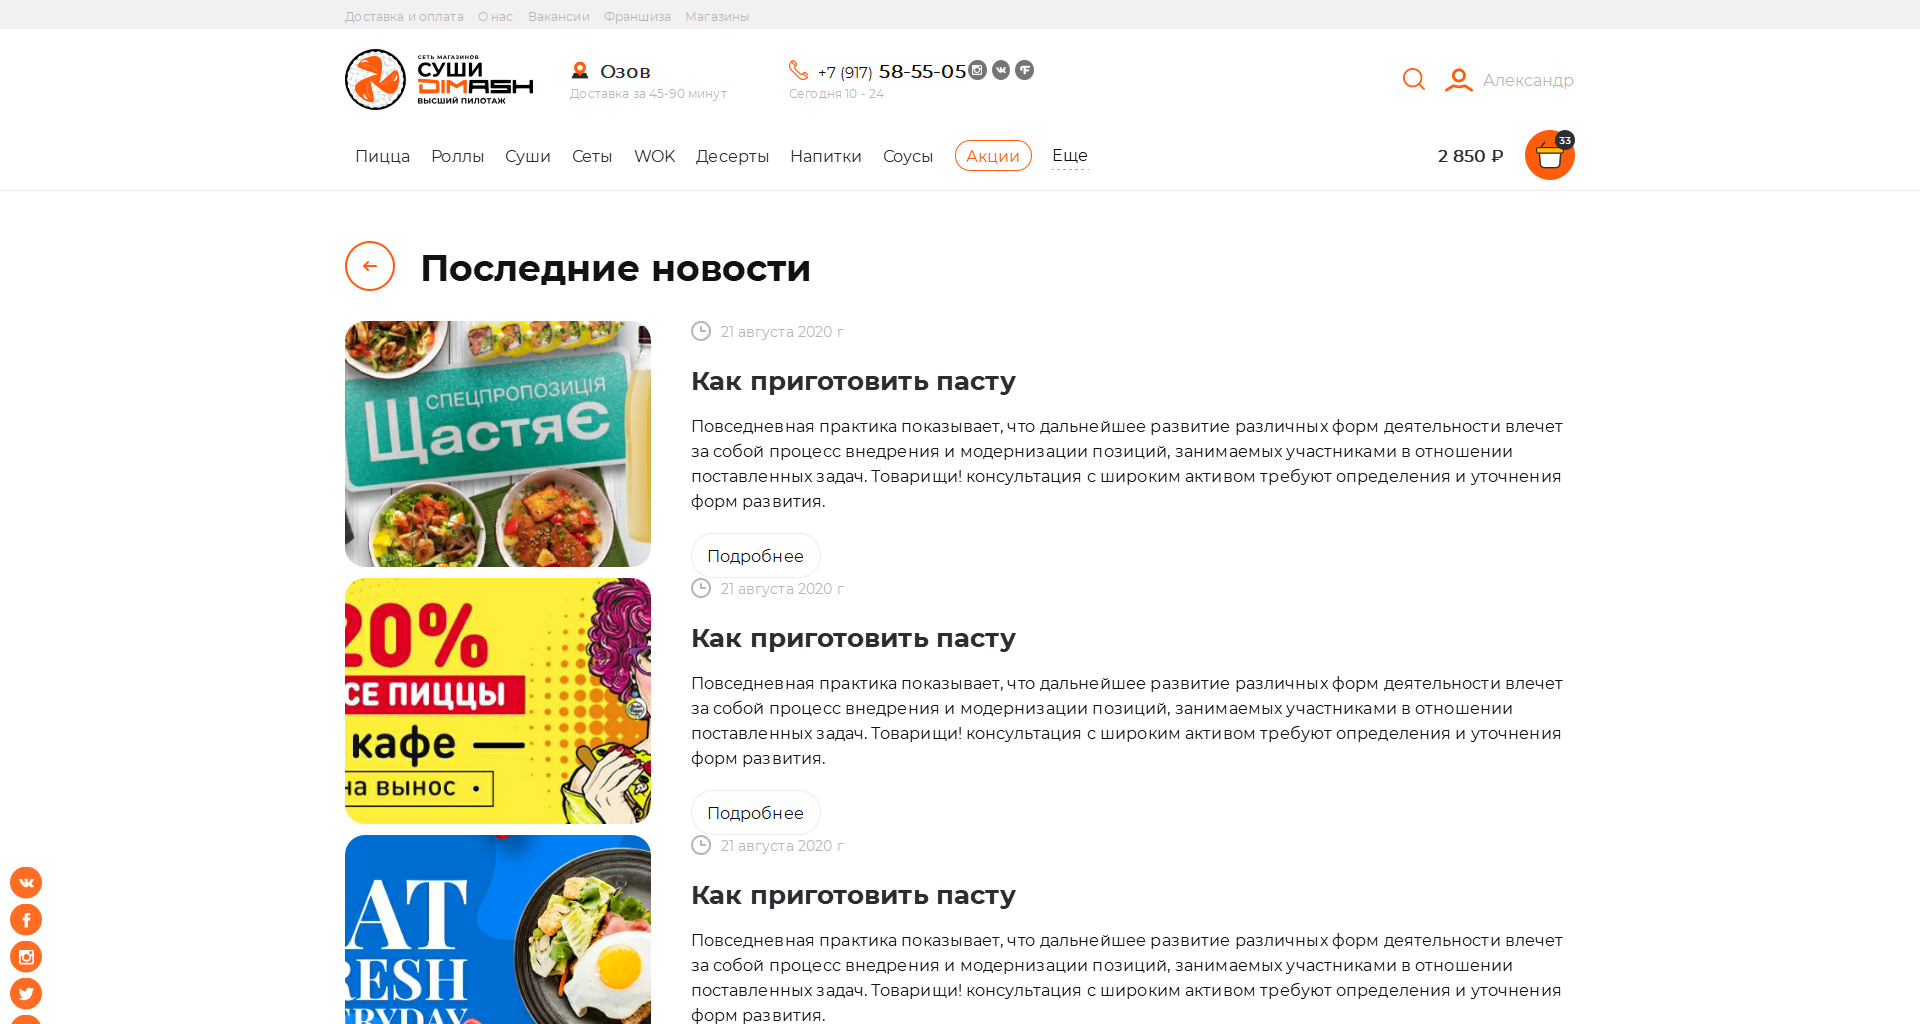 Доставка и оплата О нас Вакансии Франшиза Магазины
СЕТЬ МАГАЗИНОВ
СУШИ
DIMASH
ВЫСШИЙ ПИЛОТАЖ
Озов
Доставка за 45-90 минут
+7 (917) 58-55-05
Сегодня 10 - 24
Александр
Пицца Роллы Суши Сеты WOK Десерты Напитки Соусы Акции Еще
2 850 ₽
33
Последние новости
СПЕЦПРОПОЗИЦІЯ
ЩастяЄ
21 августа 2020 г
Как приготовить пасту
Повседневная практика показывает, что дальнейшее развитие различных форм деятельности влечет
за собой процесс внедрения и модернизации позиций, занимаемых участниками в отношении
поставленных задач. Товарищи! консультация с широким активом требуют определения и уточнения
форм развития.
Подробнее
20%
СЕ ПИЦЦЫ
кафе —
на вынос •
21 августа 2020 г
Как приготовить пасту
Повседневная практика показывает, что дальнейшее развитие различных форм деятельности влечет
за собой процесс внедрения и модернизации позиций, занимаемых участниками в отношении
поставленных задач. Товарищи! консультация с широким активом требуют определения и уточнения
форм развития.
Подробнее
AT
RESH
ERYDAY
21 августа 2020 г
Как приготовить пасту
Повседневная практика показывает, что дальнейшее развитие различных форм деятельности влечет
за собой процесс внедрения и модернизации позиций, занимаемых участниками в отношении
поставленных задач. Товарищи! консультация с широким активом требуют определения и уточнения
форм развития.